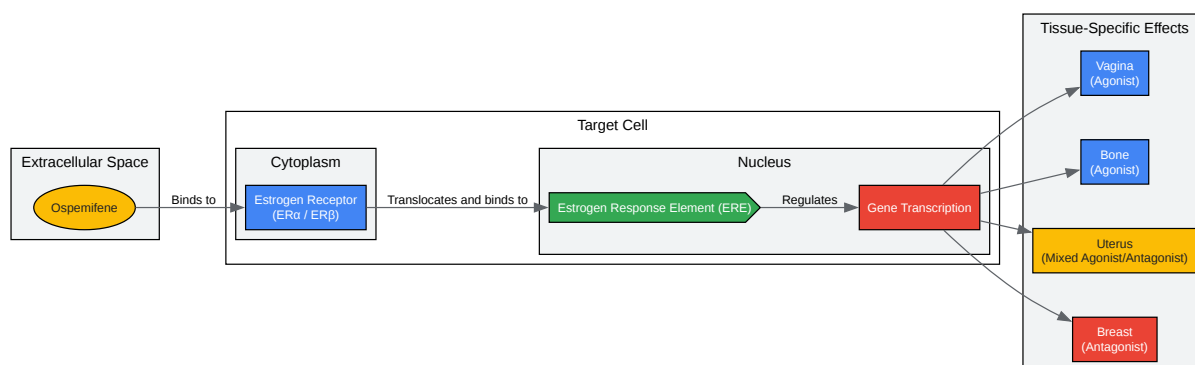 Extracellular Space
Ospemifene
Binds to
Target Cell
Cytoplasm
Estrogen Receptor
(ERα / ERβ)
Translocates and binds to
Nucleus
Estrogen Response Element (ERE)
Regulates
Gene Transcription
Tissue-Specific Effects
Vagina
(Agonist)
Bone
(Agonist)
Uterus
(Mixed Agonist/Antagonist)
Breast
(Antagonist)